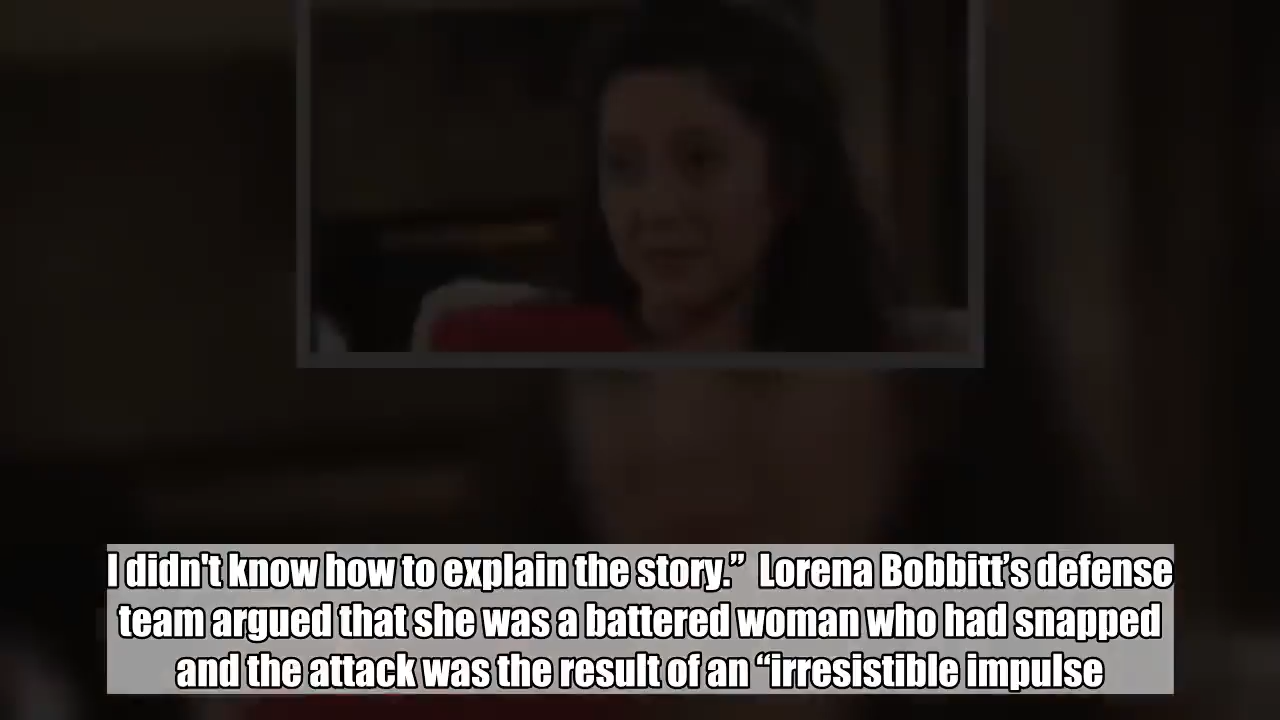 I didn't know how to explain the story.”  Lorena Bobbitt’s defense
team argued that she was a battered woman who had snapped
and the attack was the result of an “irresistible impulse